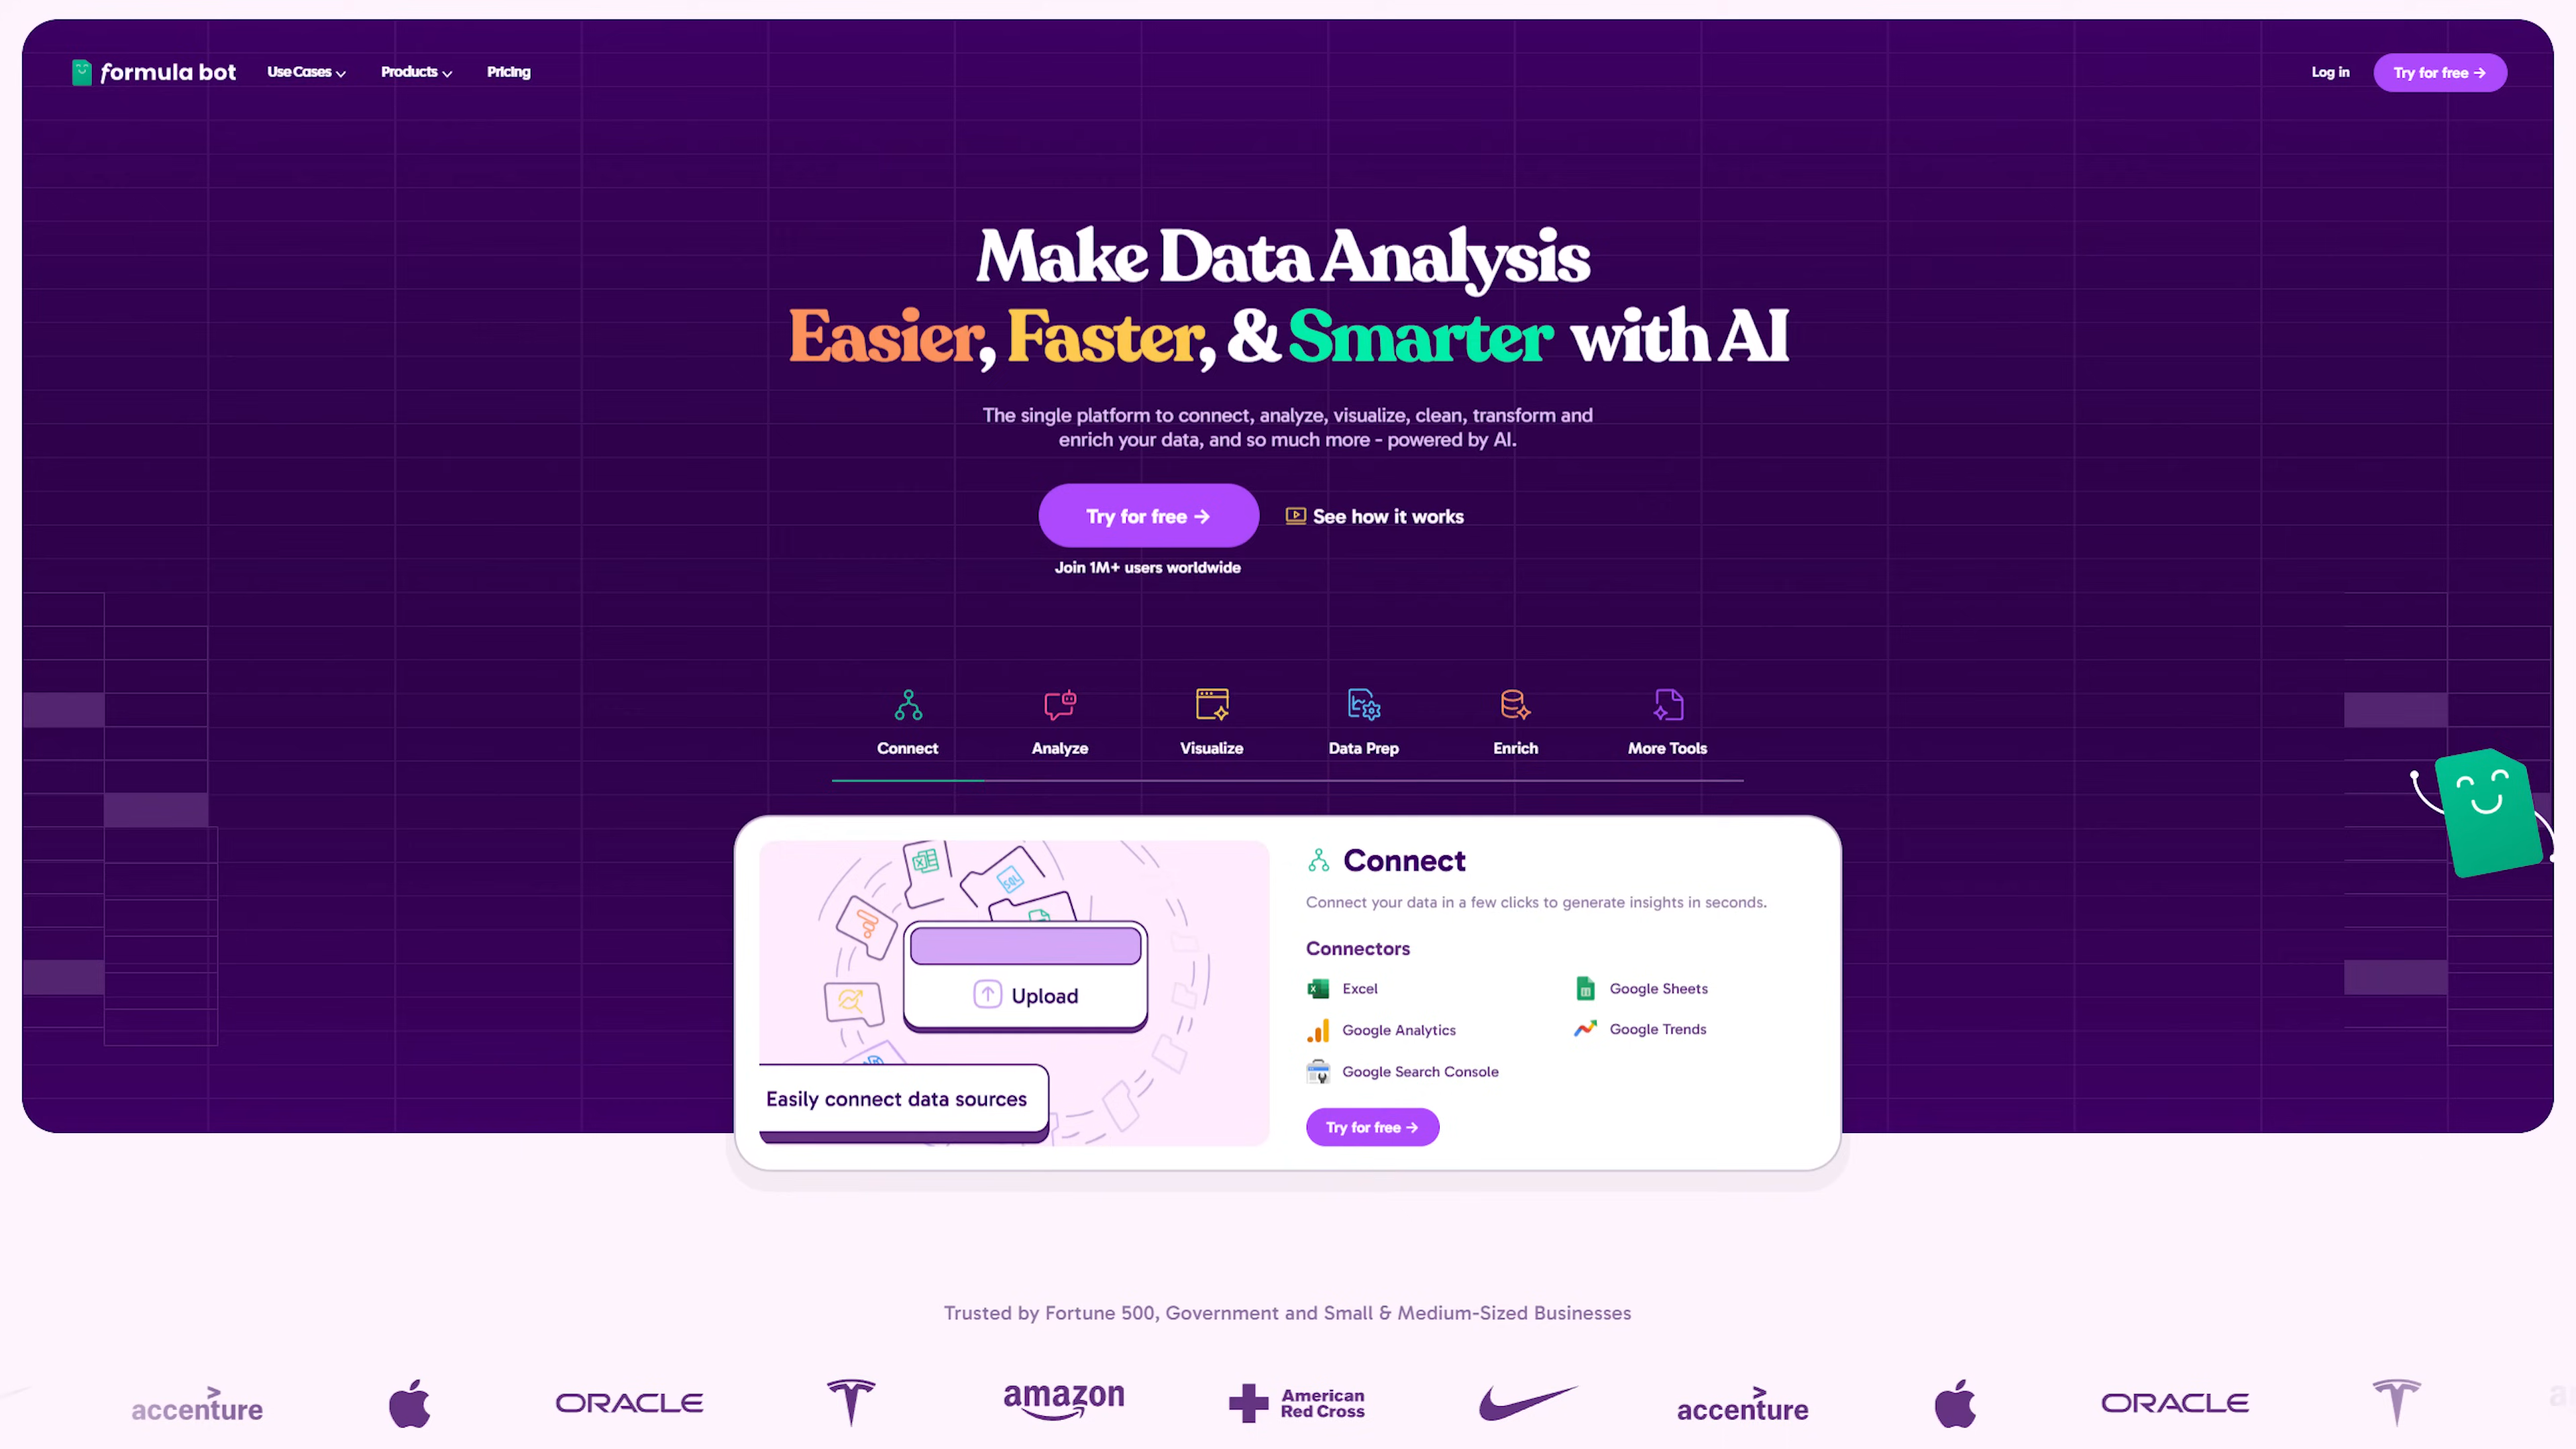 formula bot
Use Cases
Products
Pricing
Log in
Try for free →
Make Data Analysis
Easier, Faster, & Smarter with AI
The single platform to connect, analyze, visualize, clean, transform and
enrich your data, and so much more - powered by AI.
Try for free →
See how it works
Join 1M+ users worldwide
Connect
Analyze
Visualize
Data Prep
Enrich
More Tools
SQL
Upload
Easily connect data sources
Connect
Connect your data in a few clicks to generate insights in seconds.
Connectors
Excel
Google Sheets
Google Analytics
Google Trends
Google Search Console
Try for free →
Trusted by Fortune 500, Government and Small & Medium-Sized Businesses
accenture
ORACLE
amazon
American
Red Cross
accenture
ORACLE